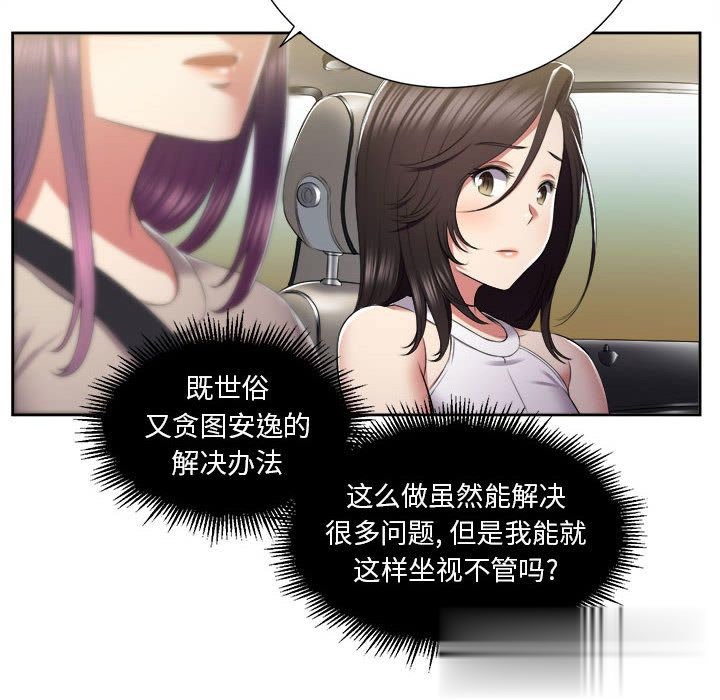 既世俗
又贪图安逸的
解决办法
这么做虽然能解决
很多问题, 但是我能就
这样坐视不管吗?